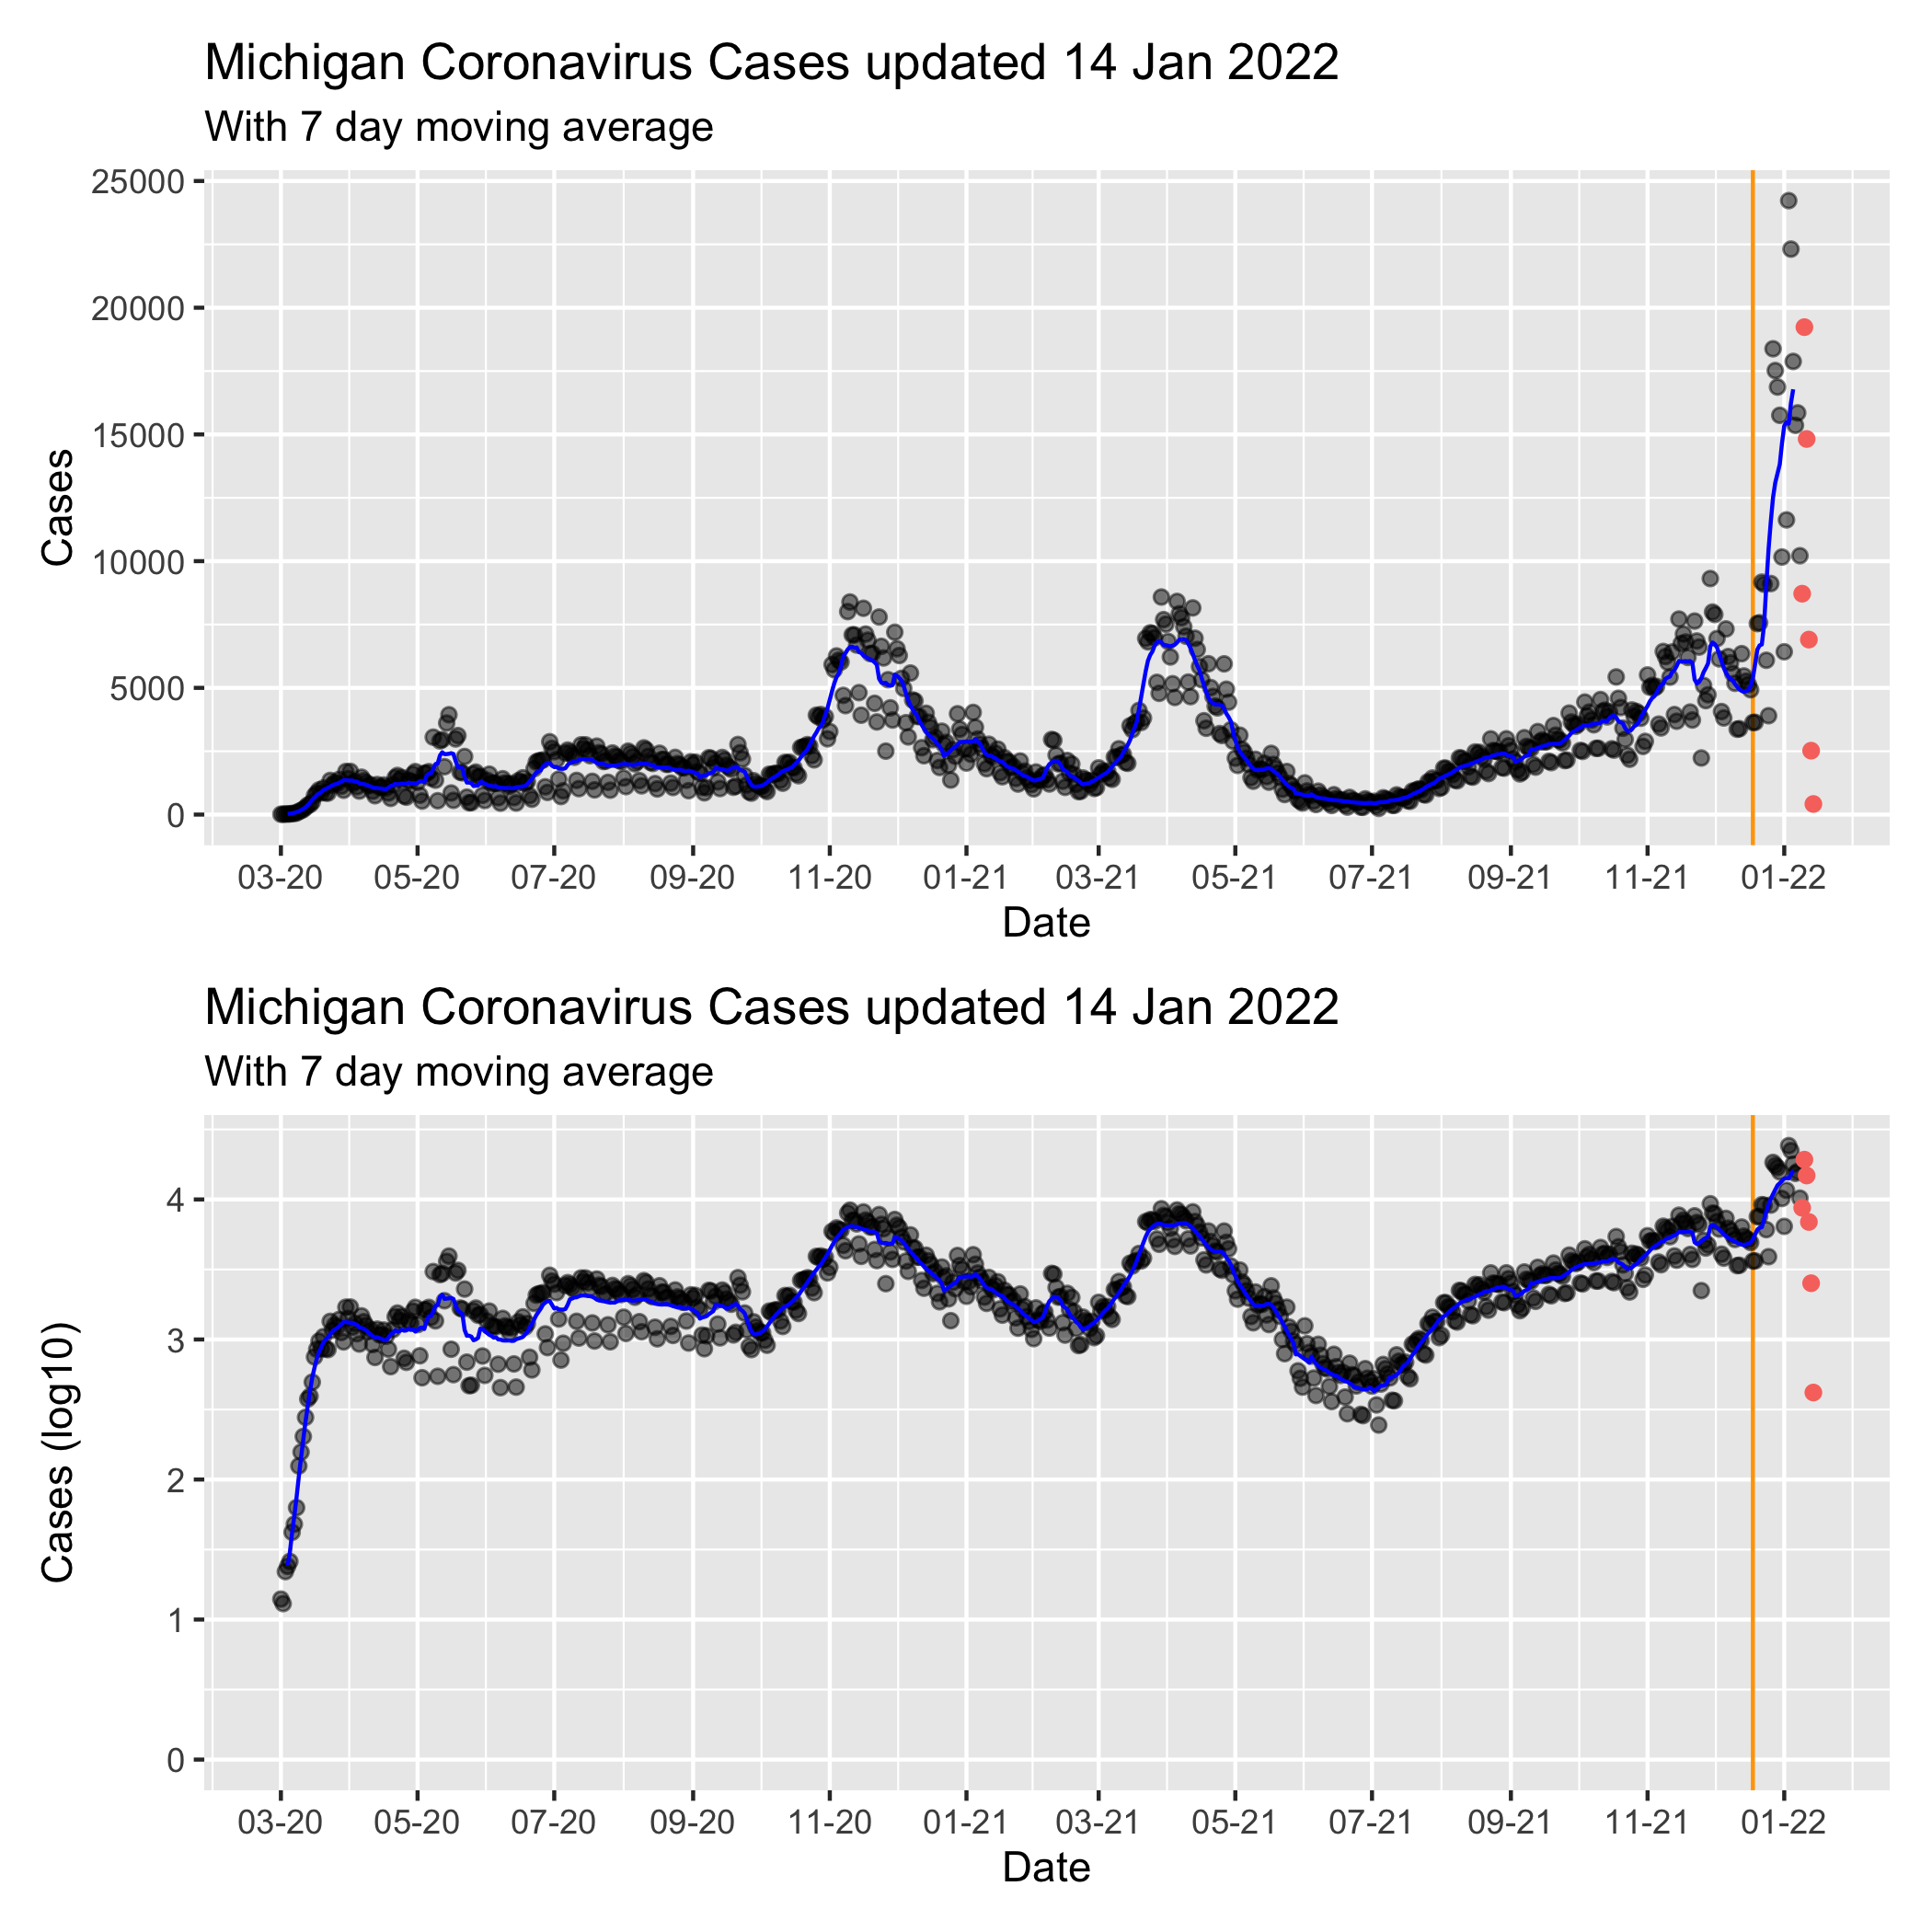 Michigan Coronavirus Cases updated 14 Jan 2022
With 7 day moving average
25000
20000
15000
10000
5000
0
Cases
03-20 05-20 07-20 09-20 11-20 01-21 03-21 05-21 07-21 09-21 11-21 01-22
Date
Michigan Coronavirus Cases updated 14 Jan 2022
With 7 day moving average
4
3
2
1
0
Cases (log10)
03-20 05-20 07-20 09-20 11-20 01-21 03-21 05-21 07-21 09-21 11-21 01-22
Date